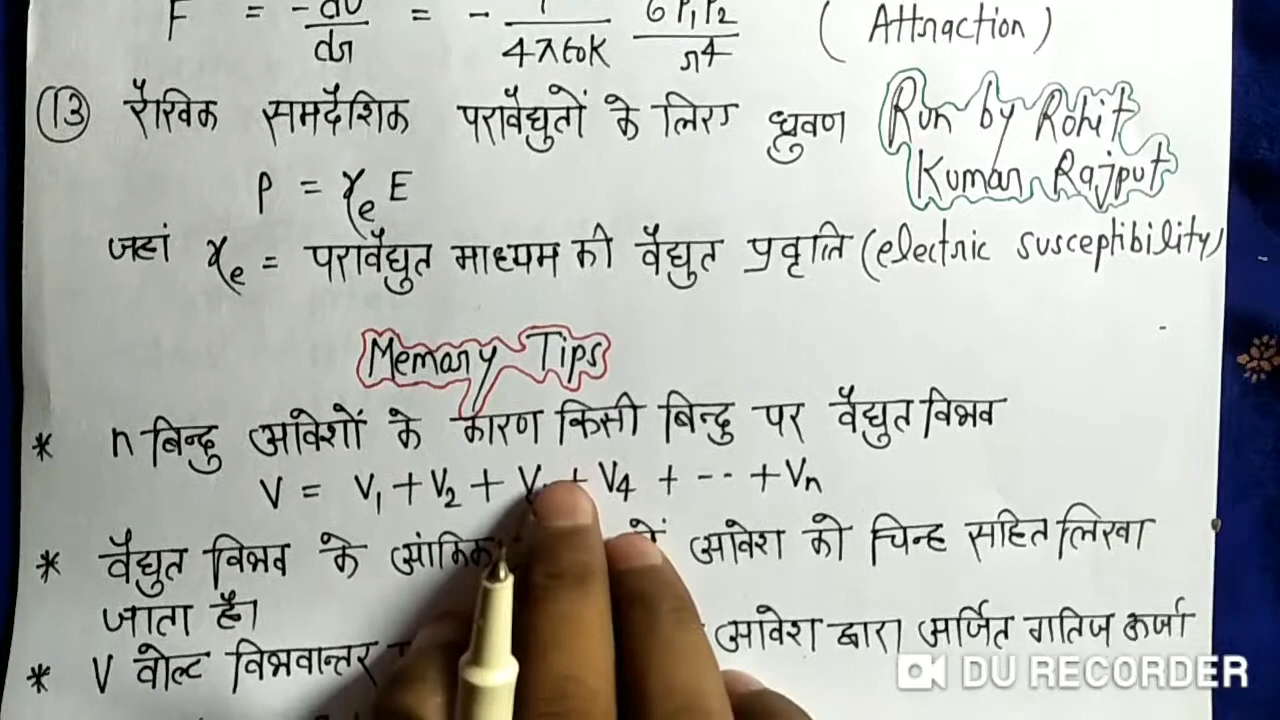 F = - dU/dr = - 1/4πε0K 6P1P2/r4 (Attraction)
(13) रैखिक समदैशिक परावैद्युतों के लिए ध्रुवण
Run by Rohit
Kumar Rajput
P = χe E
जहां χe = परावैद्युत माध्यम की वैद्युत प्रवृति (electric susceptibility)
Memary Tips
* n बिन्दु आवेशों के कारण किसी बिन्दु पर वैद्युत विभव
V = V1 + V2 + V + V4 + -- + Vn
* वैद्युत विभव के आंकिक में आवेश को चिन्ह सहित लिखा
जाता है।
* V वोल्ट विभवान्तर आवेश द्वारा अर्जित गतिज ऊर्जा
DU RECORDER